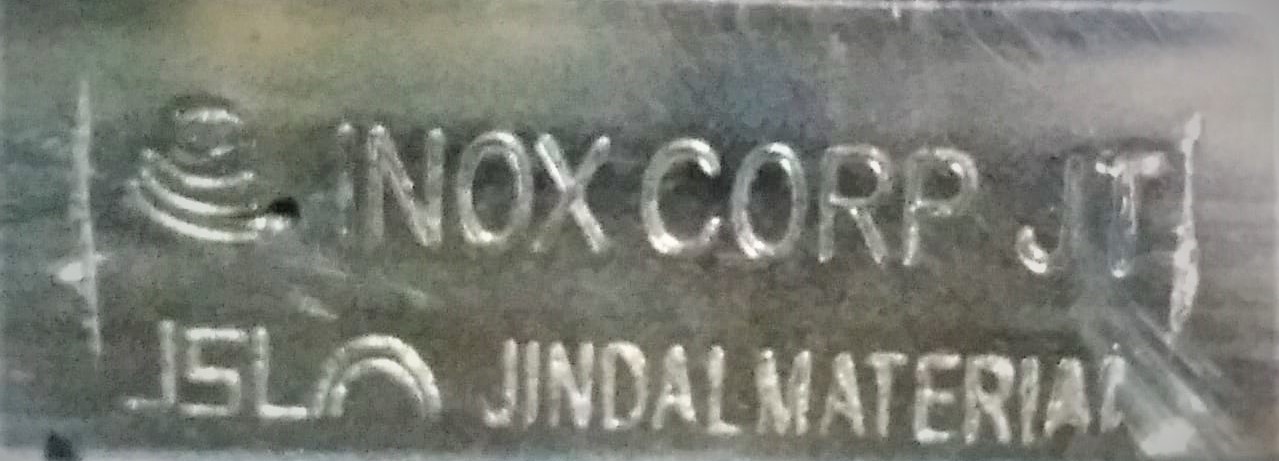 INOX CORP JT
JSL JINDAL MATERIAL